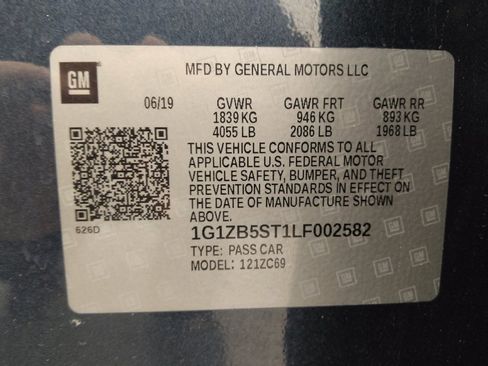 GM
MFD BY GENERAL MOTORS LLC
06/19 GVWR GAWR FRT GAWR RR
1839 KG 946 KG 893 KG
4055 LB 2086 LB 1968 LB
THIS VEHICLE CONFORMS TO ALL
APPLICABLE U.S. FEDERAL MOTOR
VEHICLE SAFETY, BUMPER, AND THEFT
PREVENTION STANDARDS IN EFFECT ON
THE DATE OF MANUFACTURE SHOWN
ABOVE.
626D
1G1ZB5ST1LF002582
TYPE: PASS CAR
MODEL: 121ZC69